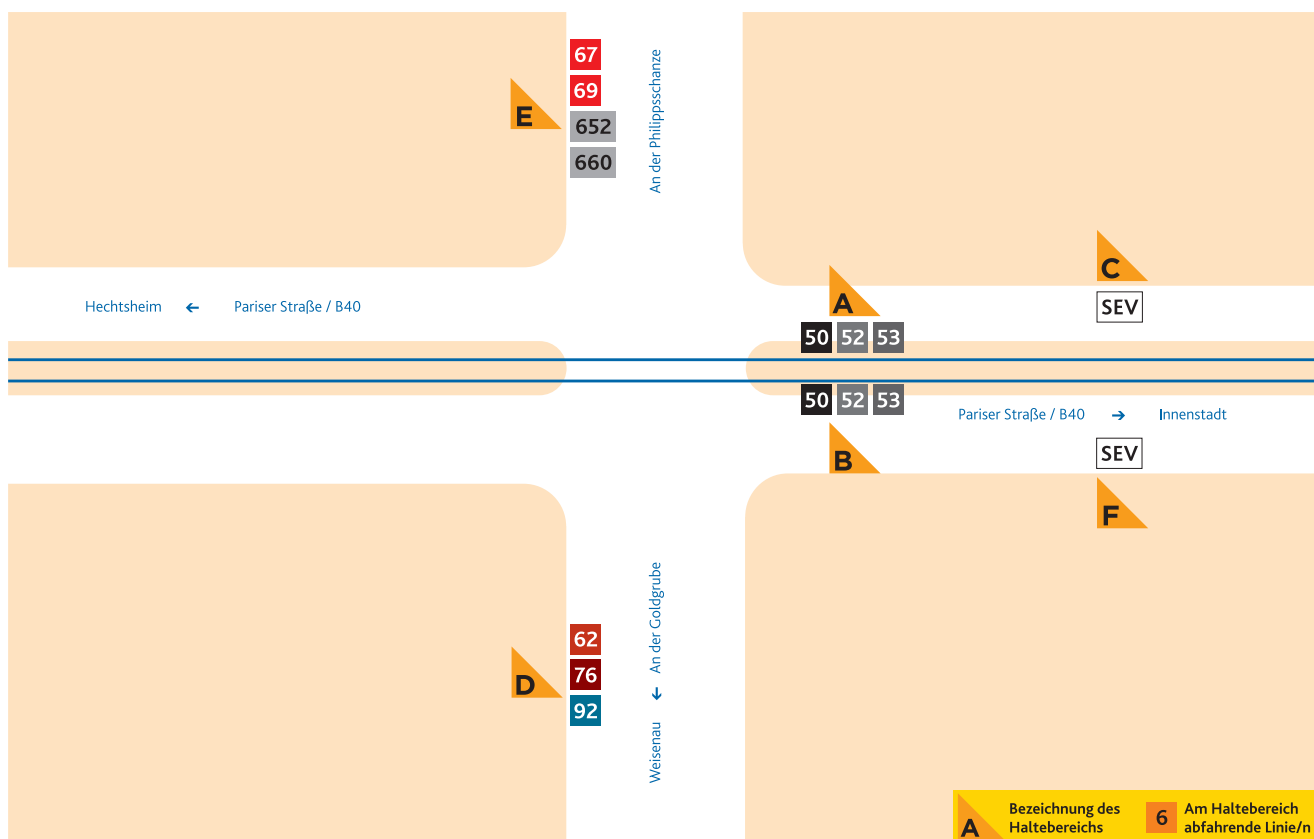 67
69
E
652
660
An der Philippsschanze
C
SEV
Hechtsheim ← Pariser Straße / B40
A
50 52 53
50 52 53
Pariser Straße / B40 → Innenstadt
B
SEV
F
Weisenau ← An der Goldgrube
62
76
D
92
A
Bezeichnung des
Haltebereichs
6
Am Haltebereich
abfahrende Linie/n